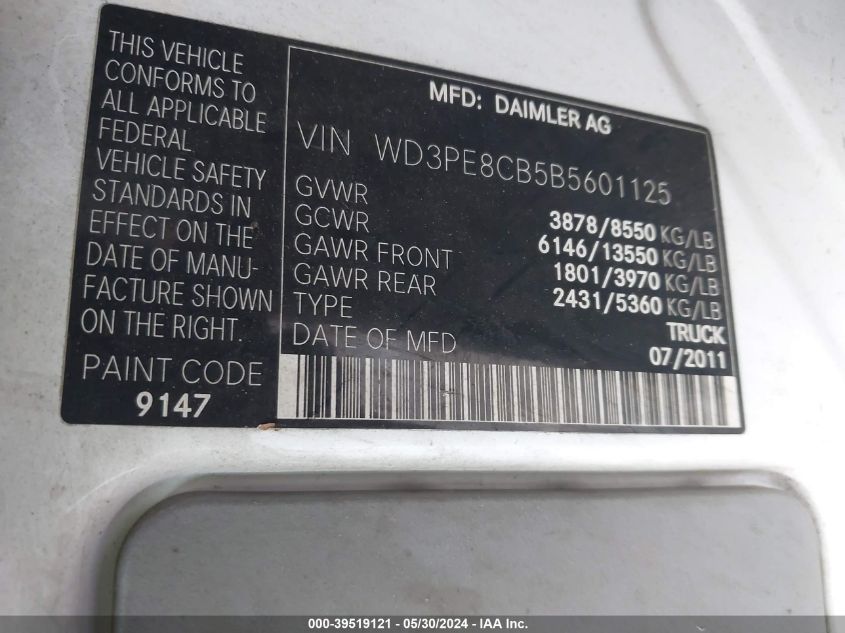 THIS VEHICLE
CONFORMS TO
ALL APPLICABLE
FEDERAL
VEHICLE SAFETY
STANDARDS IN
EFFECT ON THE
DATE OF MANU-
FACTURE SHOWN
ON THE RIGHT.
PAINT CODE
9147
MFD: DAIMLER AG
VIN WD3PE8CB5B5601125
GVWR 3878/8550 KG/LB
GCWR 6146/13550 KG/LB
GAWR FRONT 1801/3970 KG/LB
GAWR REAR 2431/5360 KG/LB
TYPE TRUCK
DATE OF MFD 07/2011
000-39519121 - 05/30/2024 - IAA Inc.